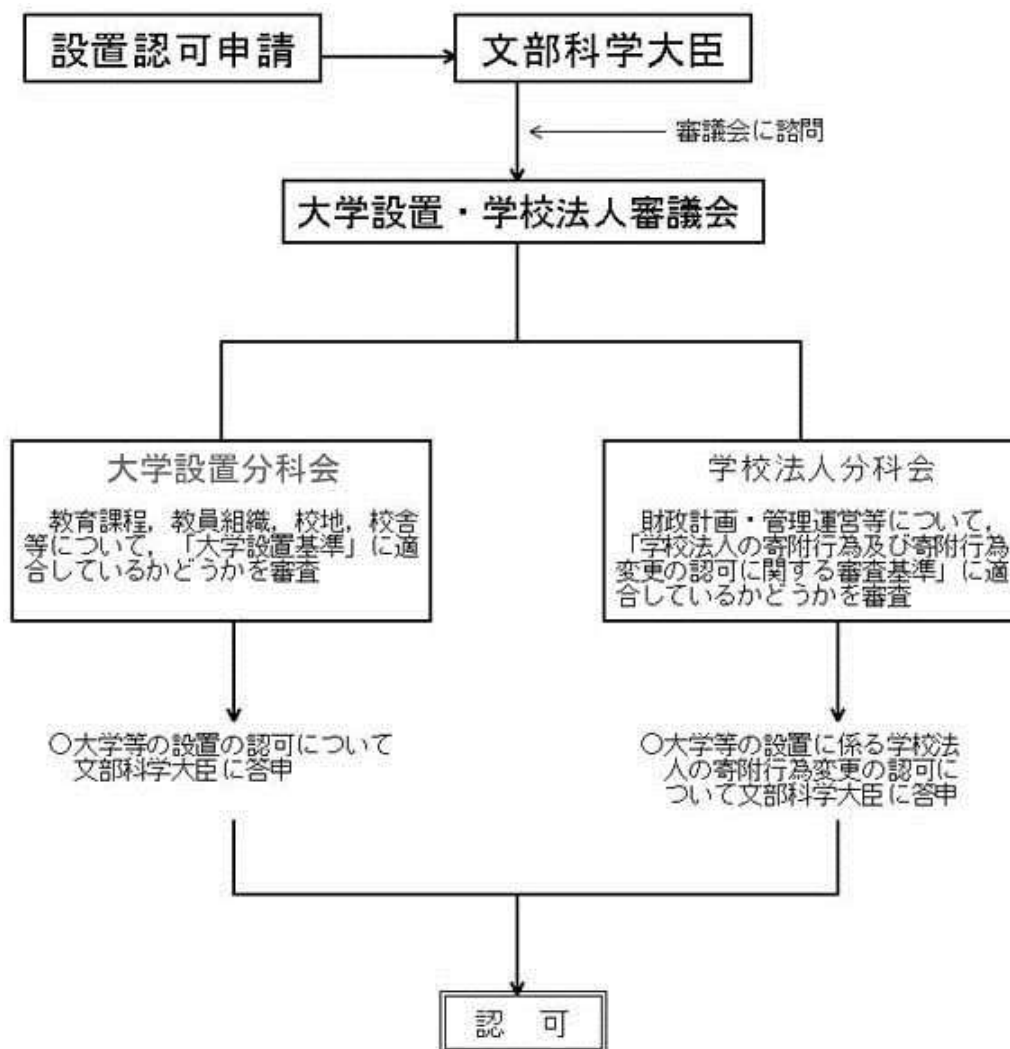 設置認可申請
文部科学大臣
審議会に諮問
大学設置・学校法人審議会
大学設置分科会
教育課程，教員組織，校地，校舎
等について，「大学設置基準」に適
合しているかどうかを審査
学校法人分科会
財政計画・管理運営等について，
「学校法人の寄附行為及び寄附行為
変更の認可に関する審査基準」に適
合しているかどうかを審査
○大学等の設置の認可について
文部科学大臣に答申
○大学等の設置に係る学校法
人の寄附行為変更の認可に
ついて文部科学大臣に答申
認　可